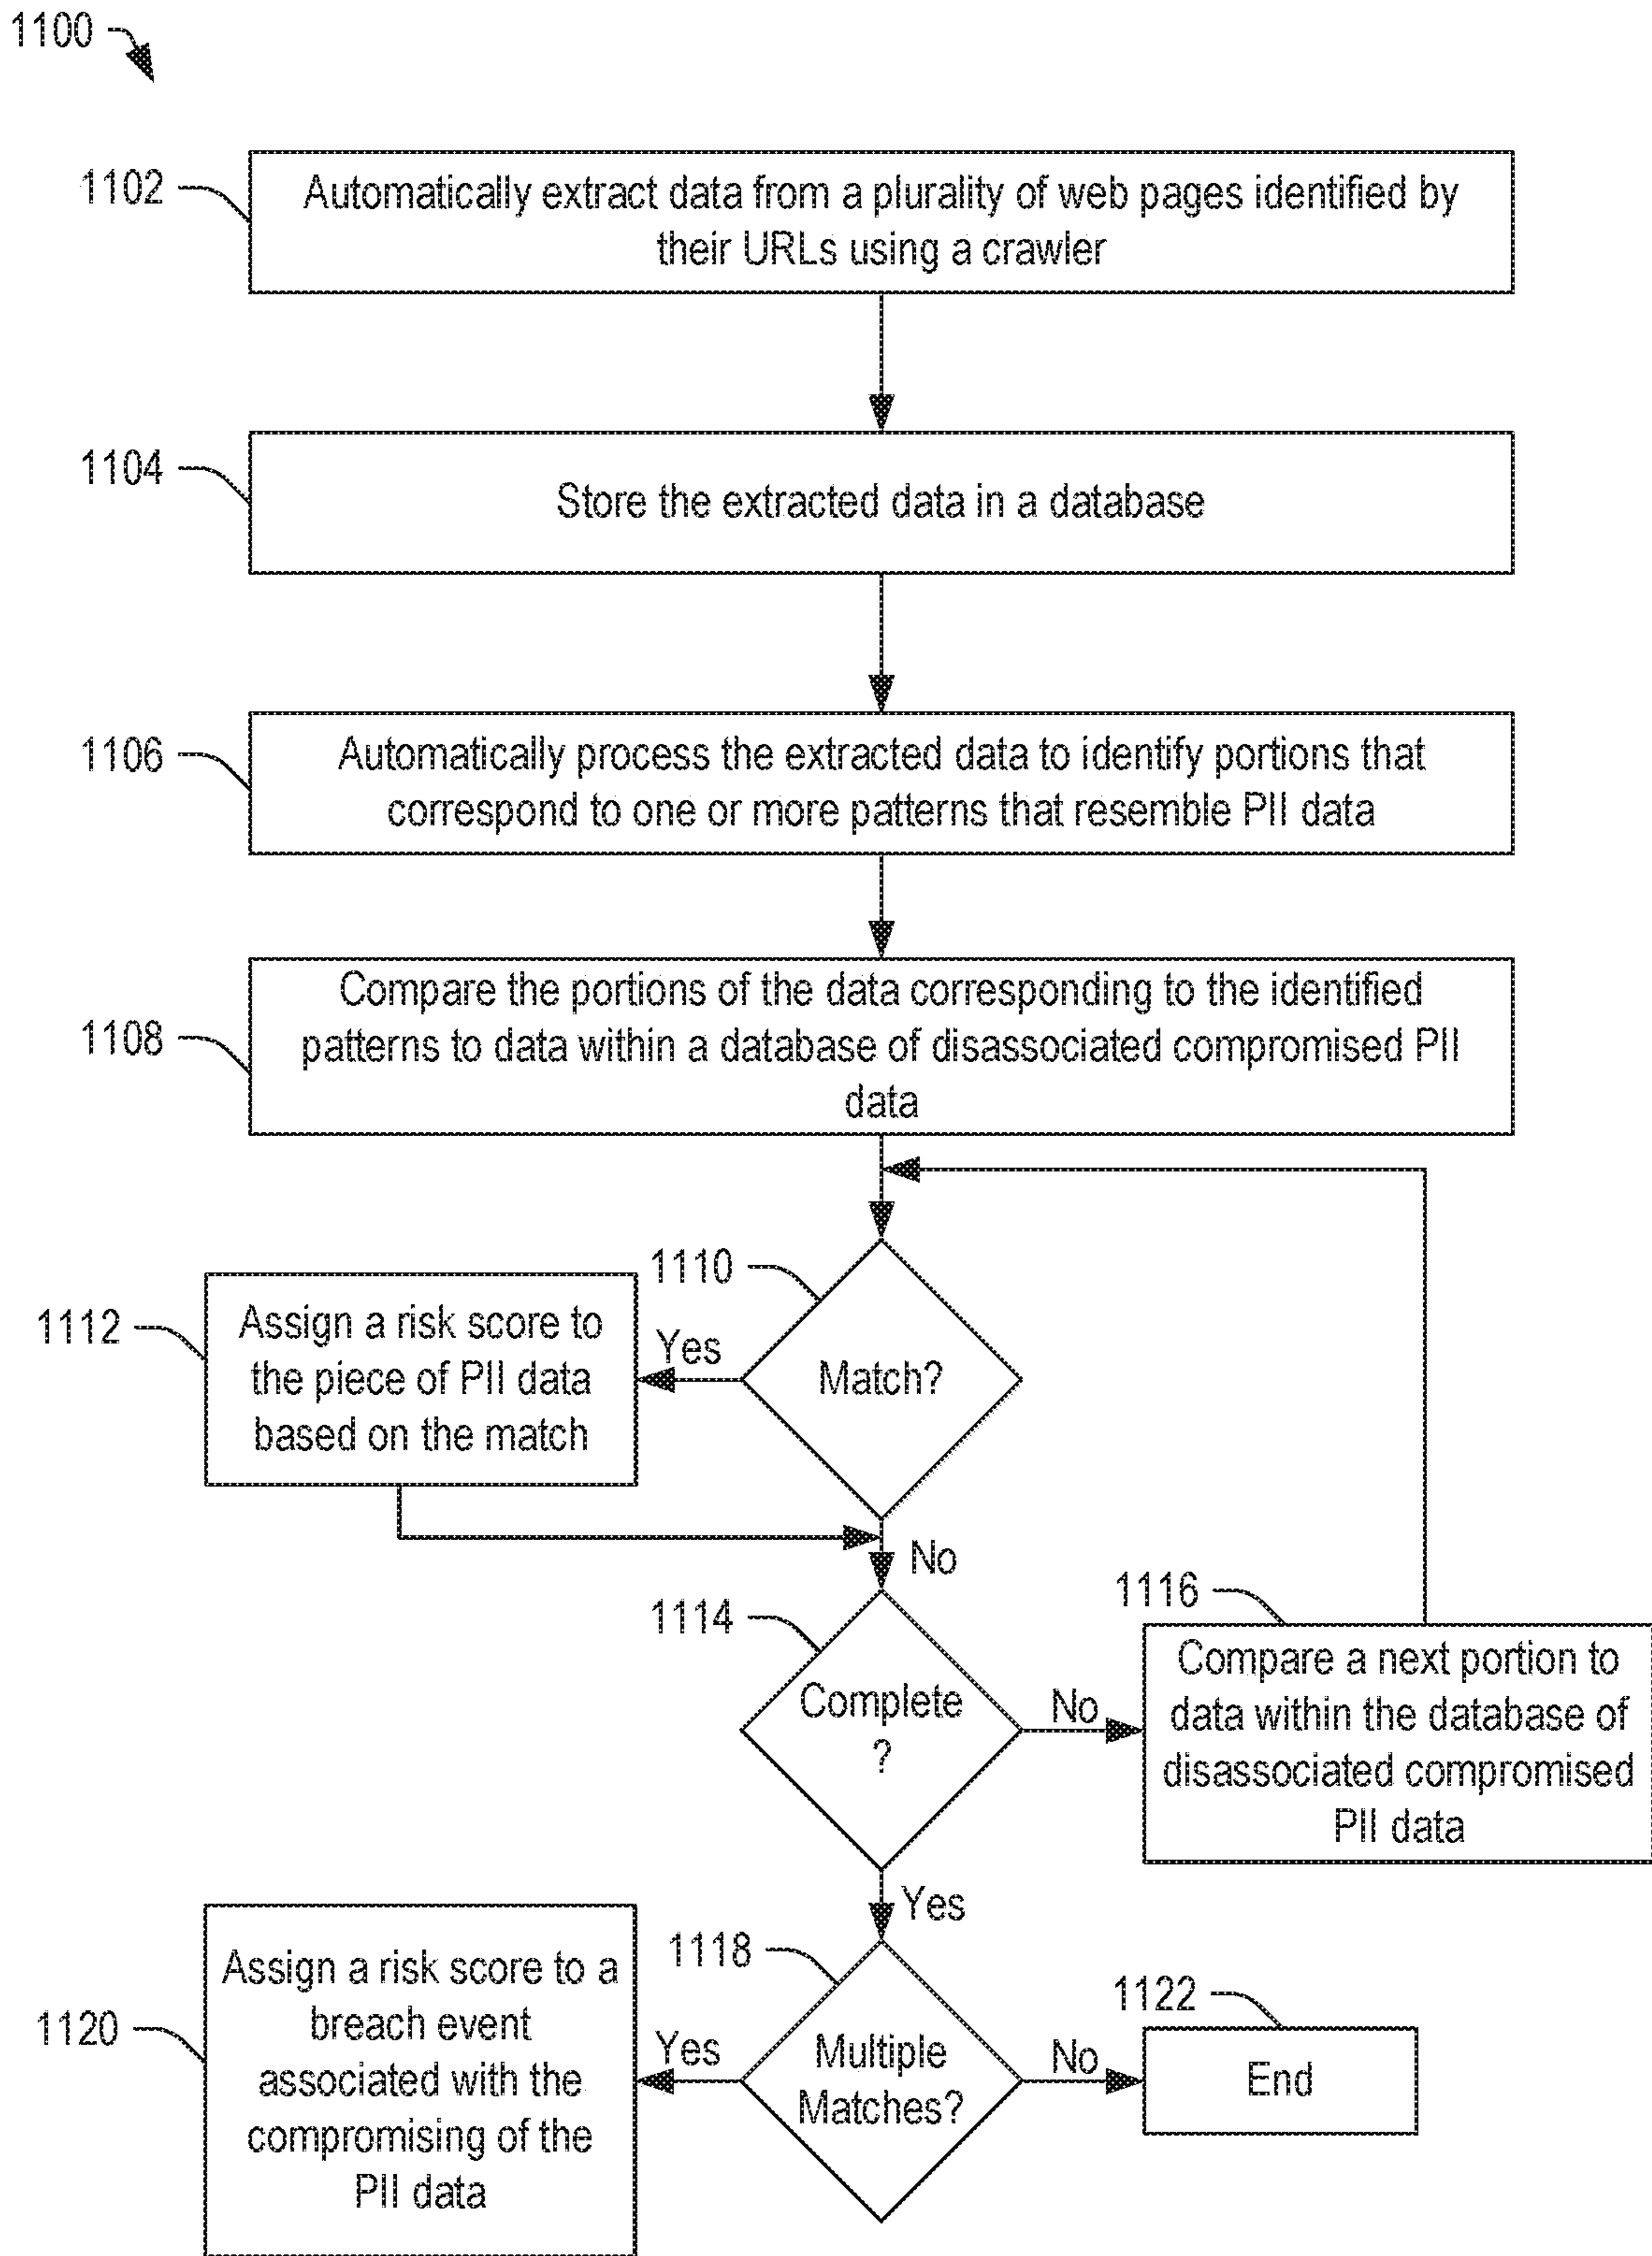 1100
1102
Automatically extract data from a plurality of web pages identified by
their URLs using a crawler
1104
Store the extracted data in a database
1106
Automatically process the extracted data to identify portions that
correspond to one or more patterns that resemble PII data
1108
Compare the portions of the data corresponding to the identified
patterns to data within a database of disassociated compromised PII
data
1110
Match?
Yes
1112
Assign a risk score to
the piece of PII data
based on the match
No
1114
Complete
?
No
1116
Compare a next portion to
data within the database of
disassociated compromised
PII data
Yes
1118
Multiple
Matches?
Yes
1120
Assign a risk score to a
breach event
associated with the
compromising of the
PII data
No
1122
End